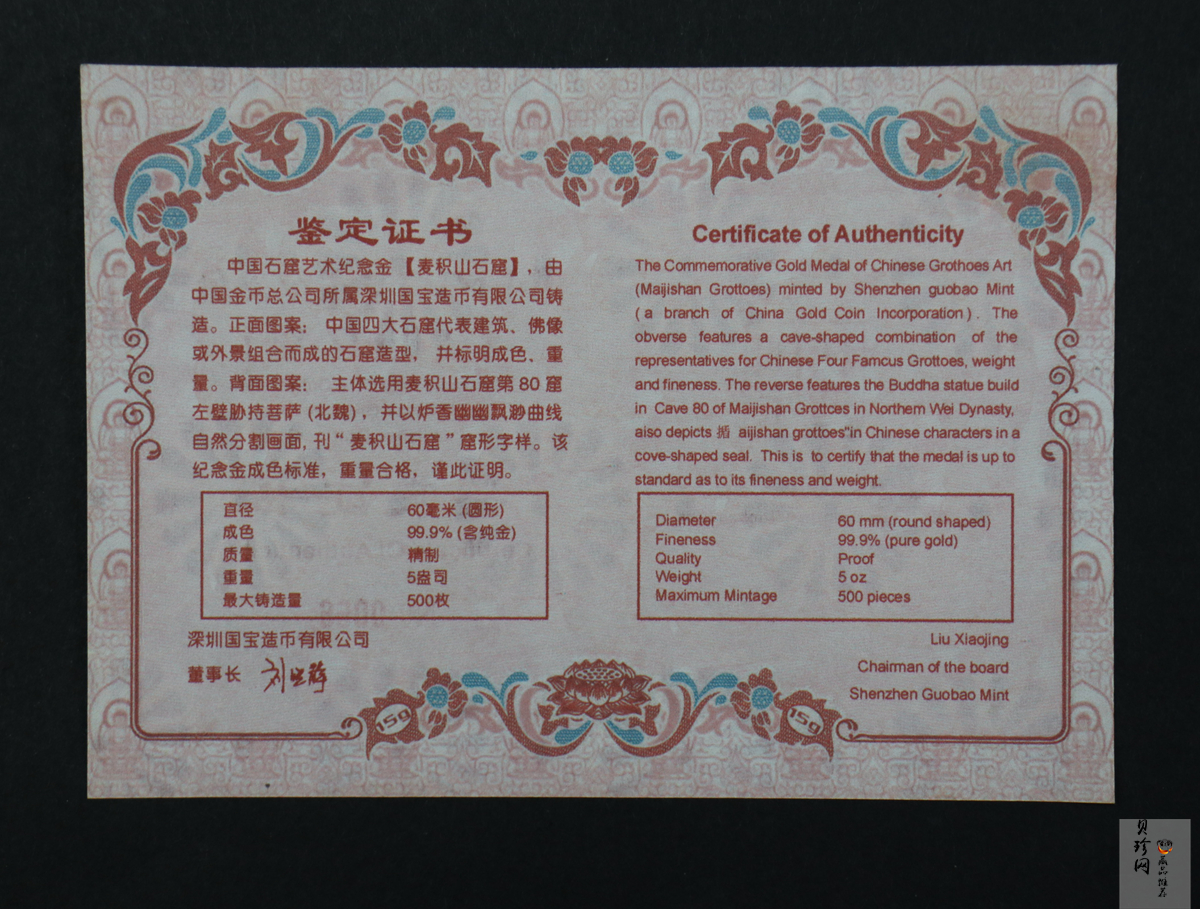 鉴定证书
中国石窟艺术纪念金【麦积山石窟】，由
中国金币总公司所属深圳国宝造币有限公司铸
造。正面图案：中国四大石窟代表建筑、佛像
或外景组合而成的石窟造型，并标明成色、重
量。背面图案：主体选用麦积山石窟第80窟
左壁胁持菩萨(北魏)，并以炉香幽幽飘渺曲线
自然分割画面,刊“麦积山石窟”窟形字样。该
纪念金成色标准，重量合格，谨此证明。
直径 60毫米(圆形)
成色 99.9%(含纯金)
质量 精制
重量 5盎司
最大铸造量 500枚
深圳国宝造币有限公司
董事长 刘晓静
Certificate of Authenticity
The Commemorative Gold Medal of Chinese Grothoes Art
(Maijishan Grottoes) minted by Shenzhen guobao Mint
(a branch of China Gold Coin Incorporation). The
obverse features a cave-shaped combination of the
representatives for Chinese Four Famcus Grottoes, weight
and fineness. The reverse features the Buddha statue build
in Cave 80 of Maijishan Grottces in Northem Wei Dynasty,
aiso depicts 揗 aijishan grottoes"in Chinese characters in a
cove-shaped seal. This is to certify that the medal is up to
standard as to its fineness and weight.
Diameter 60 mm (round shaped)
Fineness 99.9% (pure gold)
Quality Proof
Weight 5 oz
Maximum Mintage 500 pieces
Liu Xiaojing
Chairman of the board
Shenzhen Guobao Mint
15g
15g
贝珍网
藏品推荐